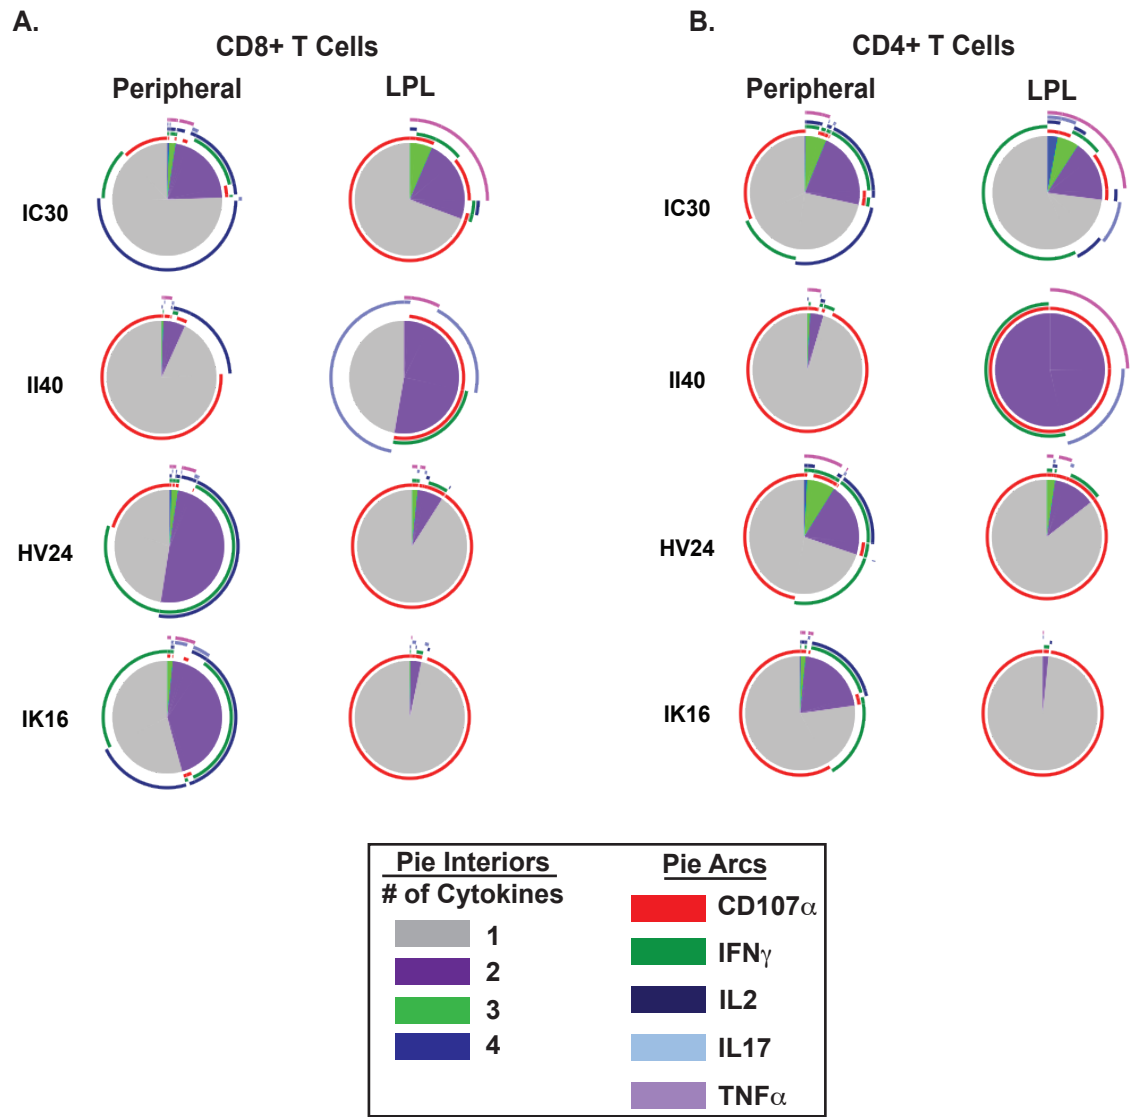 A.
CD8+ T Cells
Peripheral
LPL
IC30
II40
HV24
IK16
B.
CD4+ T Cells
Peripheral
LPL
IC30
II40
HV24
IK16
Pie Interiors
# of Cytokines
1
2
3
4
Pie Arcs
CD107α
IFNγ
IL2
IL17
TNFα